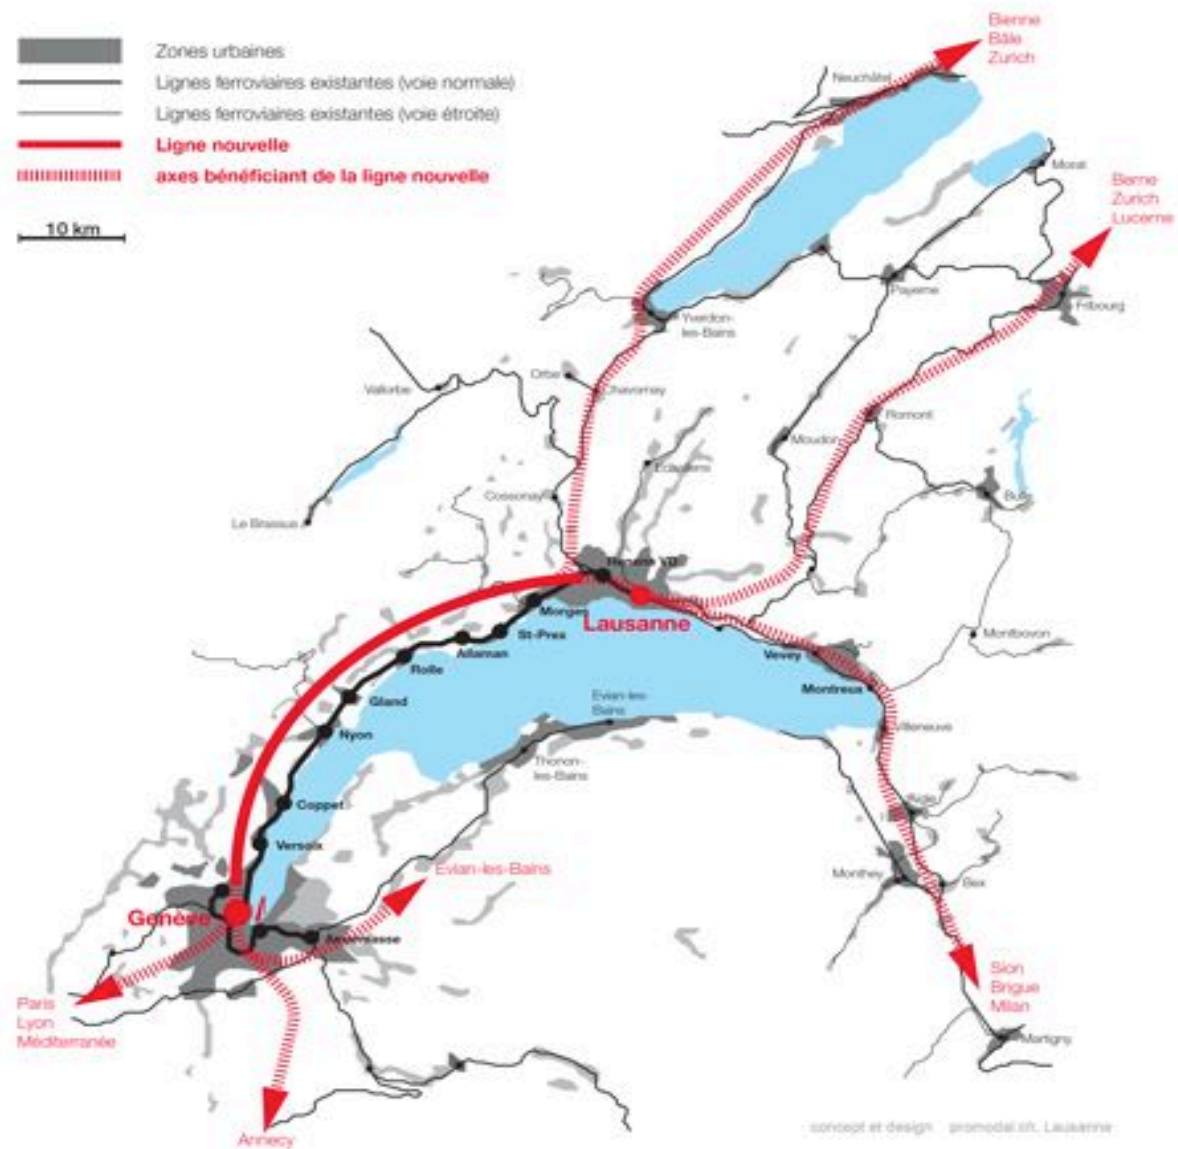 Zones urbaines
Lignes ferroviaires existantes (voie normale)
Lignes ferroviaires existantes (voie étroite)
Ligne nouvelle
axes bénéficiant de la ligne nouvelle
10 km
Bienne
Bâle
Zurich
Neuchâtel
Morat
Berne
Zurich
Lucerne
Payerne
Fribourg
Yverdon-
les-Bains
Orbe
Chavornay
Vallorbe
Romont
Moudon
Echallens
Cossonay
Bulle
Le Brassus
Renens VD
Morges
Lausanne
St-Prex
Allaman
Vevey
Montbovon
Rolle
Montreux
Gland
Evian-les-
Bains
Villeneuve
Nyon
Thonon-
les-Bains
Coppet
Aigle
Versoix
Evian-les-Bains
Monthey
Bex
Genève
Annemasse
Sion
Brigue
Milan
Paris
Lyon
Méditerranée
Martigny
Annecy
concept et design promodal.ch, Lausanne